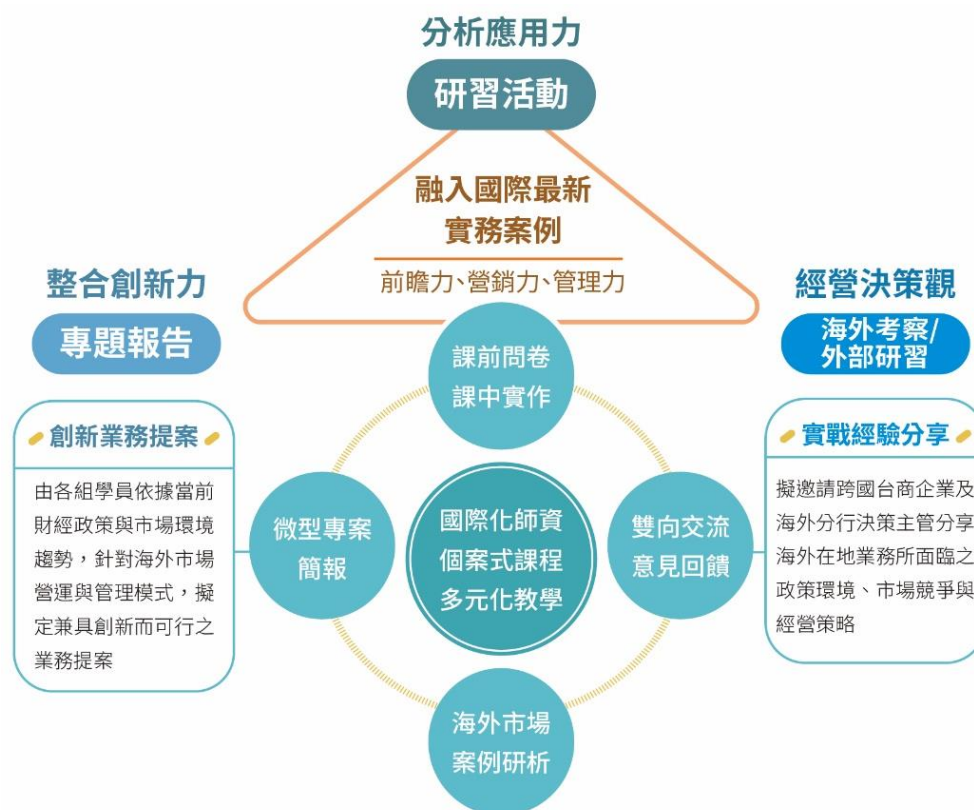 分析應用力
研習活動
融入國際最新
實務案例
前瞻力、營銷力、管理力
整合創新力
專題報告
創新業務提案
由各組學員依據當前
財經政策與市場環境
趨勢，針對海外市場
營運與管理模式，擬
定兼具創新而可行之
業務提案
課前問卷
課中實作
微型專案
簡報
國際化師資
個案式課程
多元化教學
雙向交流
意見回饋
海外市場
案例研析
經營決策觀
海外考察/
外部研習
實戰經驗分享
擬邀請跨國台商企業及
海外分行決策主管分享
海外在地業務所面臨之
政策環境、市場競爭與
經營策略